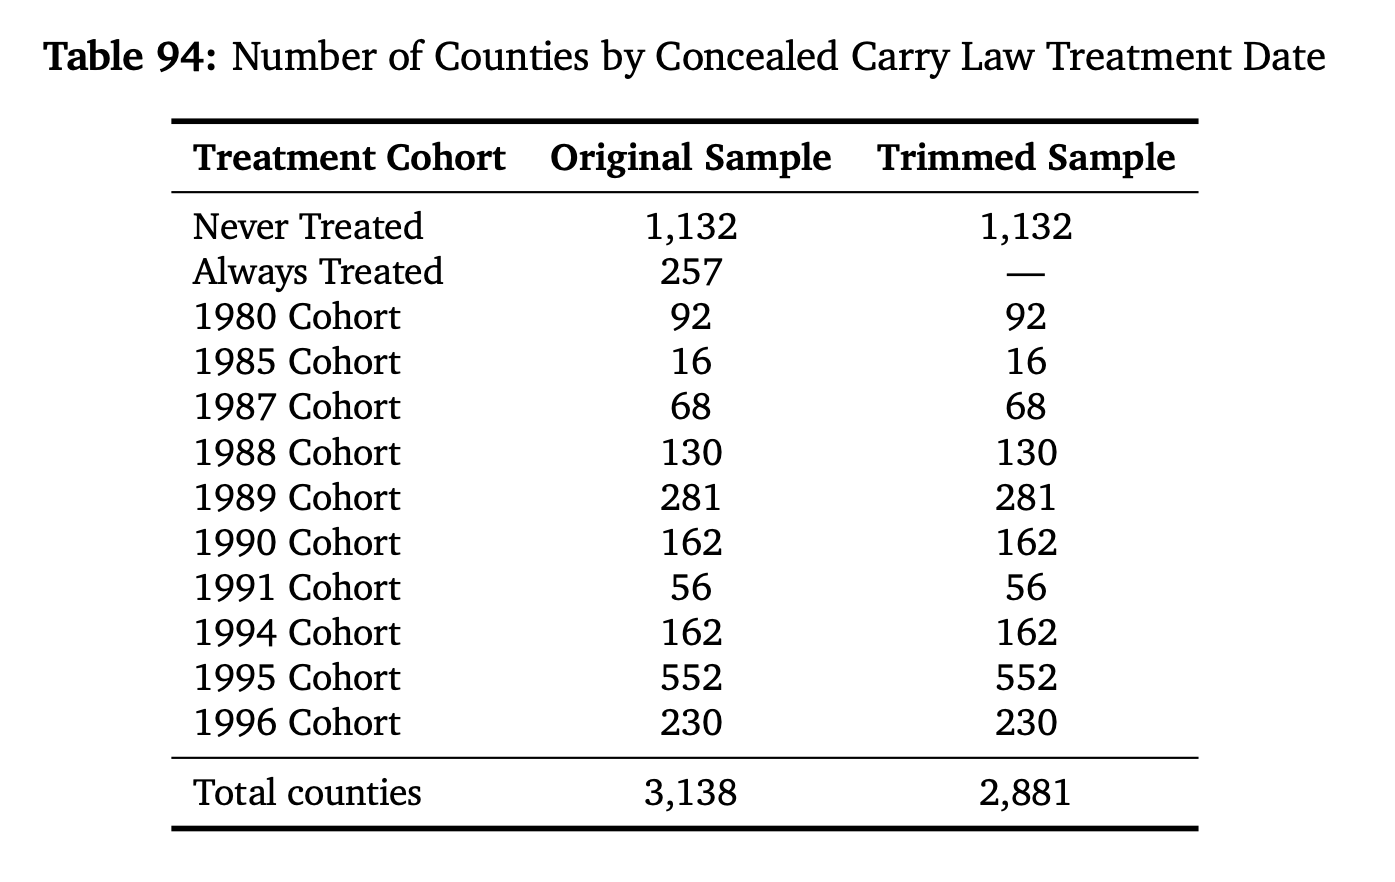 Table 94: Number of Counties by Concealed Carry Law Treatment Date
Treatment Cohort Original Sample Trimmed Sample
Never Treated 1,132 1,132
Always Treated 257 —
1980 Cohort 92 92
1985 Cohort 16 16
1987 Cohort 68 68
1988 Cohort 130 130
1989 Cohort 281 281
1990 Cohort 162 162
1991 Cohort 56 56
1994 Cohort 162 162
1995 Cohort 552 552
1996 Cohort 230 230
Total counties 3,138 2,881